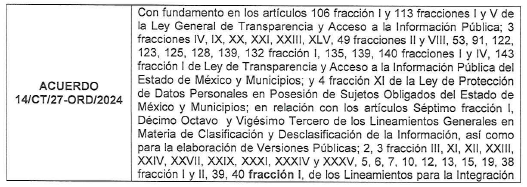 Con fundamento en los artículos 106 fracción I y 113 fracciones I y V de
la Ley General de Transparencia y Acceso a la Información Pública; 3
fracciones IV, IX, XX, XXI, XXIII, XLV, 49 fracciones II y VIII, 53, 91, 122,
123, 125, 128, 139, 132 fracción I, 135, 139, 140 fracciones I y IV, 143
fracción I de Ley de Transparencia y Acceso a la Información Pública del
Estado de México y Municipios; y 4 fracción XI de la Ley de Protección
de Datos Personales en Posesión de Sujetos Obligados del Estado de
México y Municipios; en relación con los artículos Séptimo fracción I,
Décimo Octavo y Vigésimo Tercero de los Lineamientos Generales en
Materia de Clasificación y Desclasificación de la Información, así como
para la elaboración de Versiones Públicas; 2, 3 fracción III, XI, XII, XXIII,
XXIV, XXVII, XXIX, XXXI, XXXIV y XXXV, 5, 6, 7, 10, 12, 13, 15, 19, 38
fracción I y II, 39, 40 fracción I, de los Lineamientos para la Integración
ACUERDO
14/CT/27-ORD/2024